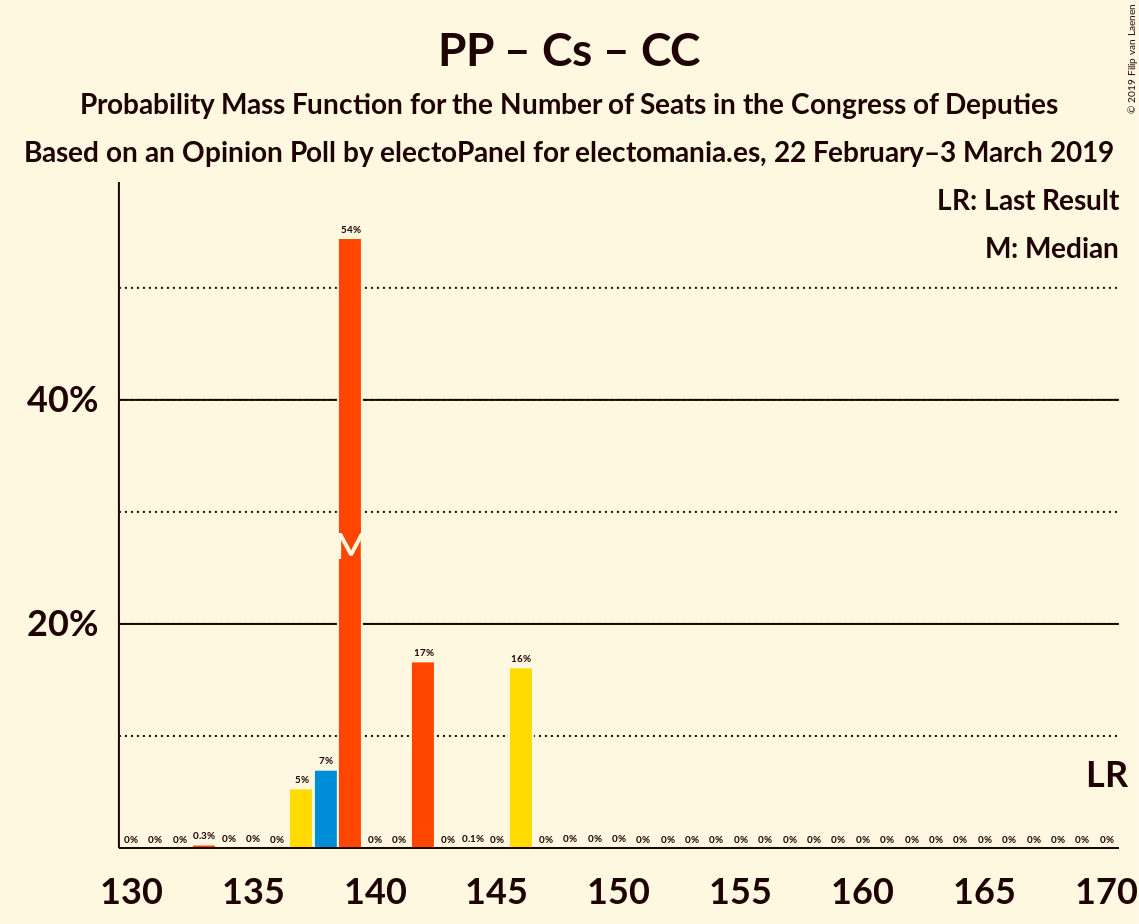 PP – Cs – CC
Probability Mass Function for the Number of Seats in the Congress of Deputies
Based on an Opinion Poll by electoPanel for electomania.es, 22 February–3 March 2019
© 2019 Filip van Laenen
LR: Last Result
M: Median
54%
40%
M
20%
17%
16%
7%
5%
LR
0% 0% 0% 0.3% 0% 0% 0% 0% 0% 0% 0.1% 0% 0% 0% 0% 0% 0% 0% 0% 0% 0% 0% 0% 0% 0% 0% 0% 0% 0% 0% 0% 0% 0% 0% 0% 0%
130 135 140 145 150 155 160 165 170